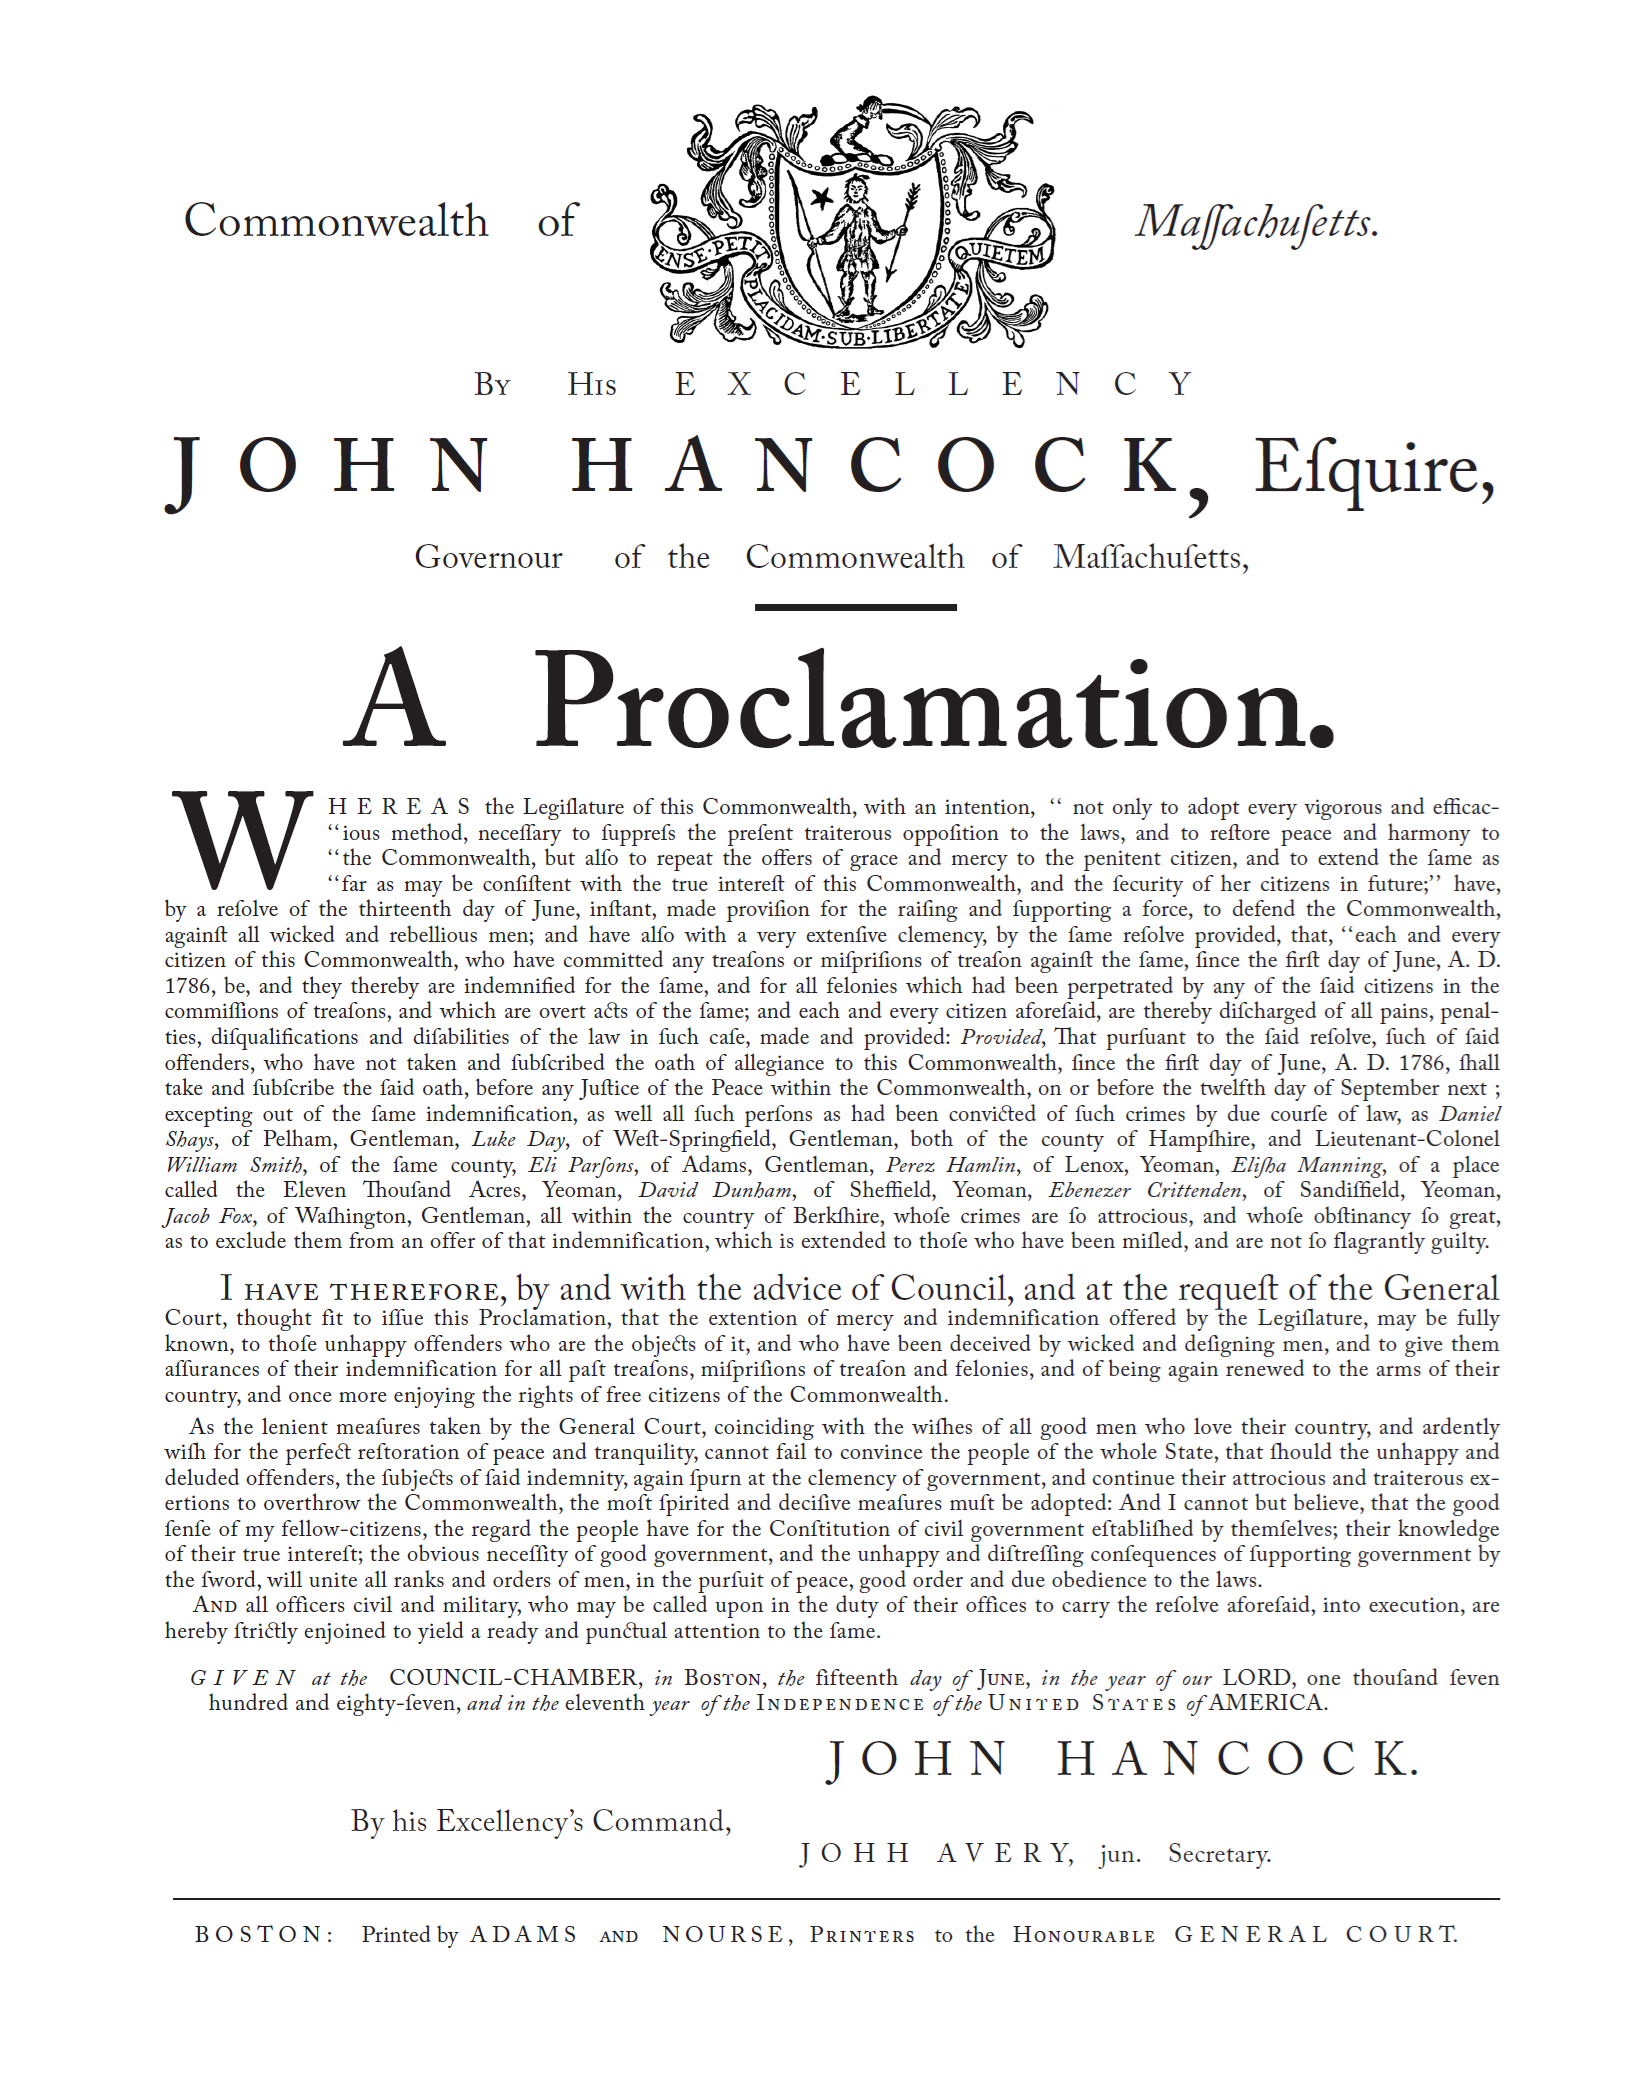 Commonwealth of Maſſachuſetts.
ENSE·PETIT PLACIDAM·SUB·LIBERTATE QUIETEM
By His EXCELLENCY
JOHN HANCOCK, Eſquire,
Governour of the Commonwealth of Maſſachuſetts,
A Proclamation.
WHEREAS the Legiſlature of this Commonwealth, with an intention, “ not only to adopt every vigorous and efficac-
“ious method, neceſſary to ſuppreſs the preſent traiterous oppoſition to the laws, and to reſtore peace and harmony to
“the Commonwealth, but alſo to repeat the offers of grace and mercy to the penitent citizen, and to extend the ſame as
“far as may be conſiſtent with the true intereſt of this Commonwealth, and the ſecurity of her citizens in future;” have,
by a reſolve of the thirteenth day of June, inſtant, made proviſion for the raiſing and ſupporting a force, to defend the Commonwealth,
againſt all wicked and rebellious men; and have alſo with a very extenſive clemency, by the ſame reſolve provided, that, “each and every
citizen of this Commonwealth, who have committed any treaſons or miſpriſions of treaſon againſt the ſame, ſince the firſt day of June, A. D.
1786, be, and they thereby are indemnified for the ſame, and for all felonies which had been perpetrated by any of the ſaid citizens in the
commiſſions of treaſons, and which are overt acts of the ſame; and each and every citizen aforeſaid, are thereby diſcharged of all pains, penal-
ties, diſqualifications and diſabilities of the law in ſuch caſe, made and provided: Provided, That purſuant to the ſaid reſolve, ſuch of ſaid
offenders, who have not taken and ſubſcribed the oath of allegiance to this Commonwealth, ſince the firſt day of June, A. D. 1786, ſhall
take and ſubſcribe the ſaid oath, before any Juſtice of the Peace within the Commonwealth, on or before the twelfth day of September next ;
excepting out of the ſame indemnification, as well all ſuch perſons as had been convicted of ſuch crimes by due courſe of law, as Daniel
Shays, of Pelham, Gentleman, Luke Day, of Weſt-Springfield, Gentleman, both of the county of Hampſhire, and Lieutenant-Colonel
William Smith, of the ſame county, Eli Parſons, of Adams, Gentleman, Perez Hamlin, of Lenox, Yeoman, Eliſha Manning, of a place
called the Eleven Thouſand Acres, Yeoman, David Dunham, of Sheffield, Yeoman, Ebenezer Crittenden, of Sandiſfield, Yeoman,
Jacob Fox, of Waſhington, Gentleman, all within the country of Berkſhire, whoſe crimes are ſo attrocious, and whoſe obſtinancy ſo great,
as to exclude them from an offer of that indemnification, which is extended to thoſe who have been miſled, and are not ſo flagrantly guilty.
I HAVE THEREFORE, by and with the advice of Council, and at the requeſt of the General
Court, thought fit to iſſue this Proclamation, that the extention of mercy and indemnification offered by the Legiſlature, may be fully
known, to thoſe unhappy offenders who are the objects of it, and who have been deceived by wicked and deſigning men, and to give them
aſſurances of their indemnification for all paſt treaſons, miſpriſions of treaſon and felonies, and of being again renewed to the arms of their
country, and once more enjoying the rights of free citizens of the Commonwealth.
As the lenient meaſures taken by the General Court, coinciding with the wiſhes of all good men who love their country, and ardently
wiſh for the perfect reſtoration of peace and tranquility, cannot fail to convince the people of the whole State, that ſhould the unhappy and
deluded offenders, the ſubjects of ſaid indemnity, again ſpurn at the clemency of government, and continue their attrocious and traiterous ex-
ertions to overthrow the Commonwealth, the moſt ſpirited and deciſive meaſures muſt be adopted: And I cannot but believe, that the good
ſenſe of my fellow-citizens, the regard the people have for the Conſtitution of civil government eſtabliſhed by themſelves; their knowledge
of their true intereſt; the obvious neceſſity of good government, and the unhappy and diſtreſſing conſequences of ſupporting government by
the ſword, will unite all ranks and orders of men, in the purſuit of peace, good order and due obedience to the laws.
AND all officers civil and military, who may be called upon in the duty of their offices to carry the reſolve aforeſaid, into execution, are
hereby ſtrictly enjoined to yield a ready and punctual attention to the ſame.
GIVEN at the COUNCIL-CHAMBER, in BOSTON, the fifteenth day of JUNE, in the year of our LORD, one thouſand ſeven
hundred and eighty-ſeven, and in the eleventh year of the INDEPENDENCE of the UNITED STATES of AMERICA.
JOHN HANCOCK.
By his Excellency’s Command,
JOHH AVERY, jun. Secretary.
BOSTON: Printed by ADAMS AND NOURSE, PRINTERS to the HONOURABLE GENERAL COURT.